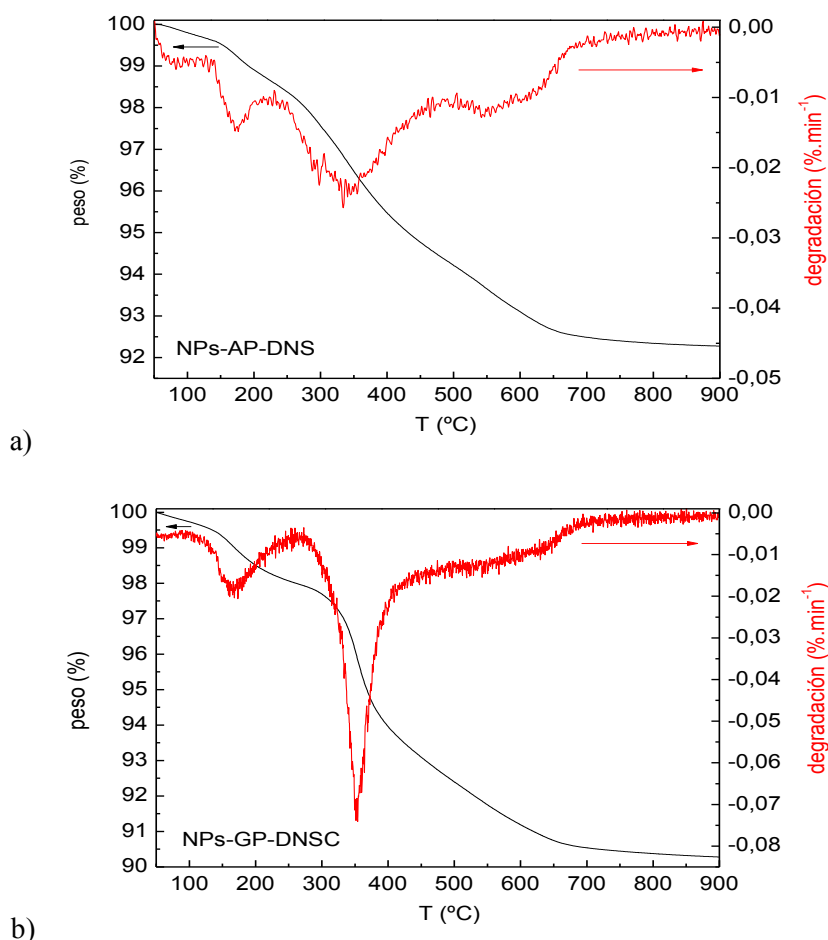 100
99
98
97
96
95
94
93
92
peso (%)
0,00
-0,01
-0,02
-0,03
-0,04
-0,05
degradación (%.min-1)
NPs-AP-DNS
100 200 300 400 500 600 700 800 900
T (ºC)
a)
100
99
98
97
96
95
94
93
92
91
90
peso (%)
0,00
-0,01
-0,02
-0,03
-0,04
-0,05
-0,06
-0,07
-0,08
degradación (%.min-1)
NPs-GP-DNSC
100 200 300 400 500 600 700 800 900
T (ºC)
b)